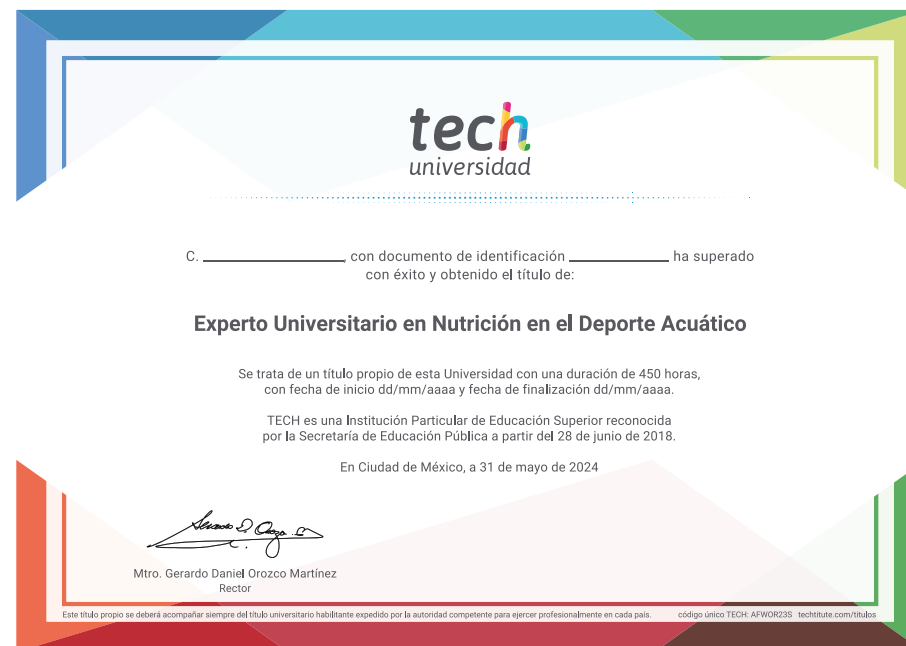 tech
universidad
C. ____________, con documento de identificación ____________ ha superado
con éxito y obtenido el título de:
Experto Universitario en Nutrición en el Deporte Acuático
Se trata de un título propio de esta Universidad con una duración de 450 horas,
con fecha de inicio dd/mm/aaaa y fecha de finalización dd/mm/aaaa.
TECH es una Institución Particular de Educación Superior reconocida
por la Secretaría de Educación Pública a partir del 28 de junio de 2018.
En Ciudad de México, a 31 de mayo de 2024
Mtro. Gerardo Daniel Orozco Martínez
Rector
Este título propio se deberá acompañar siempre del título universitario habilitante expedido por la autoridad competente para ejercer profesionalmente en cada país. código único TECH: AFWOR23S techtitute.com/titulos